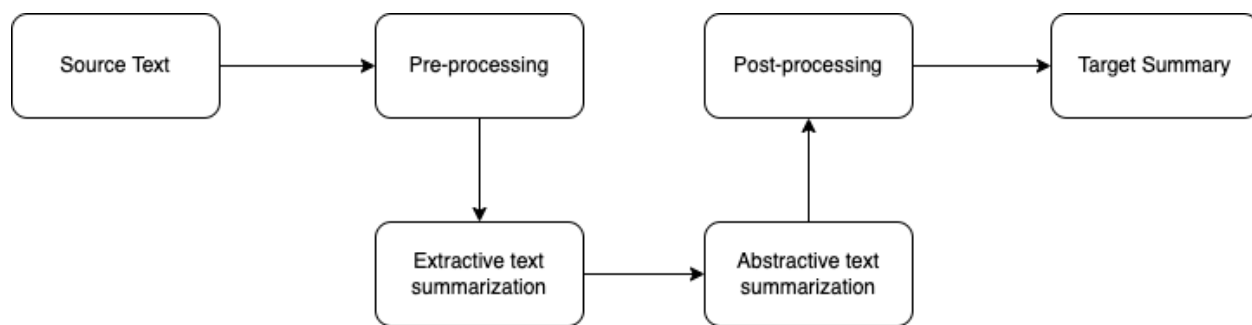 Source Text
Pre-processing
Post-processing
Target Summary
Extractive text
summarization
Abstractive text
summarization